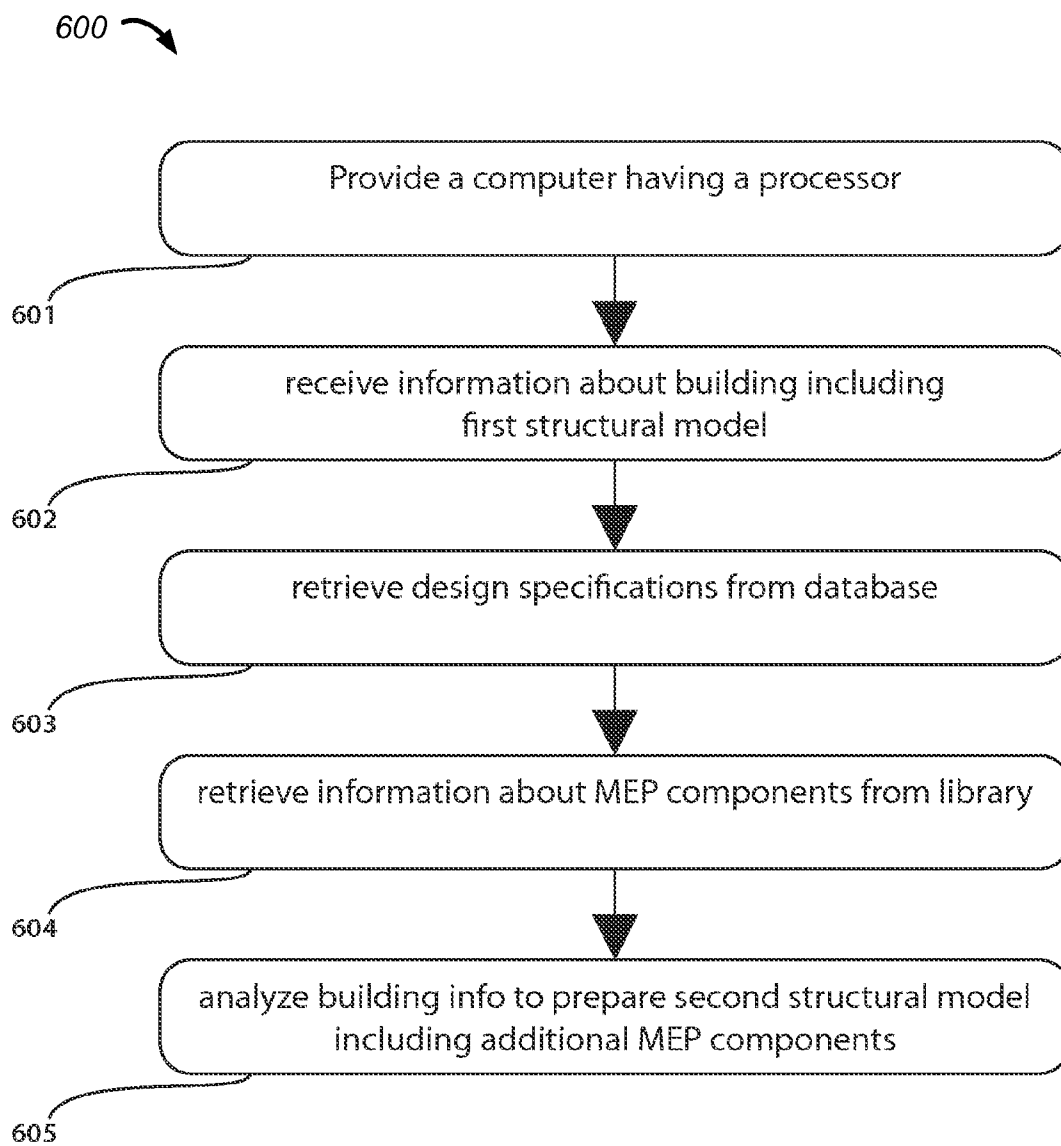 600
Provide a computer having a processor
601
receive information about building including
first structural model
602
retrieve design specifications from database
603
retrieve information about MEP components from library
604
analyze building info to prepare second structural model
including additional MEP components
605